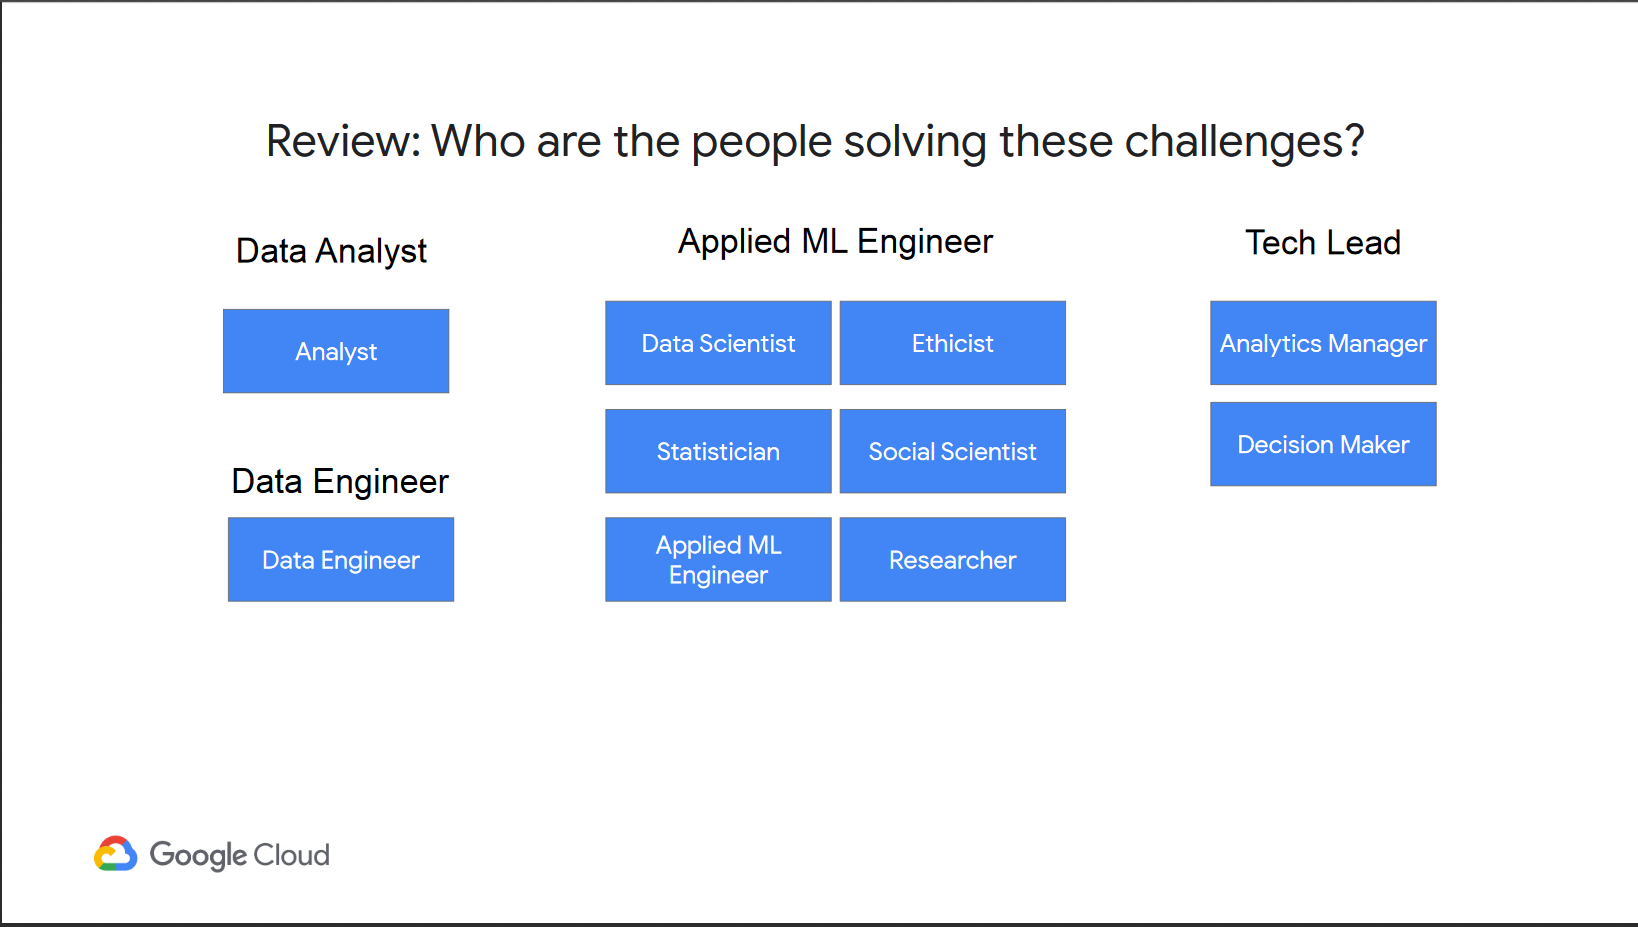 Review: Who are the people solving these challenges?
Data Analyst
Analyst
Data Engineer
Data Engineer
Applied ML Engineer
Data Scientist
Ethicist
Statistician
Social Scientist
Applied ML
Engineer
Researcher
Tech Lead
Analytics Manager
Decision Maker
Google Cloud